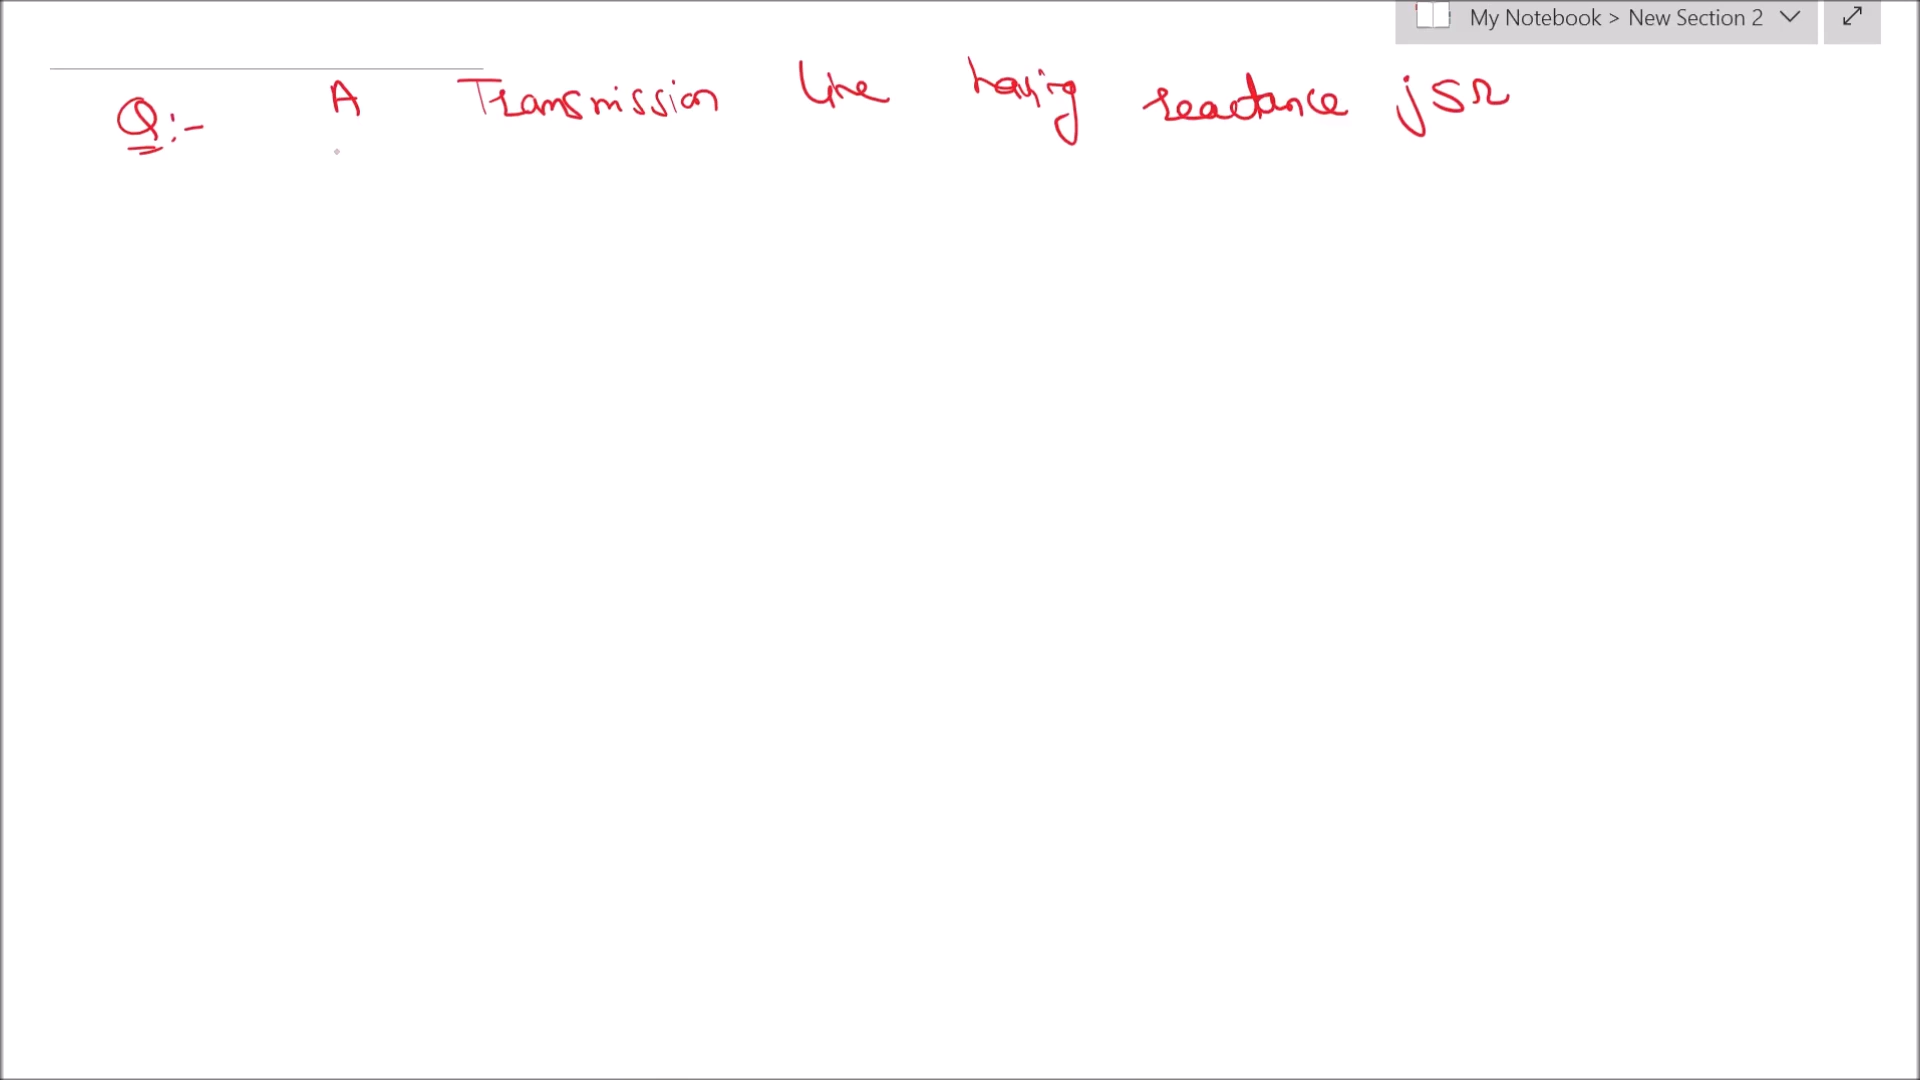 My Notebook > New Section 2
Q:- A Transmission line having reactance j5Ω